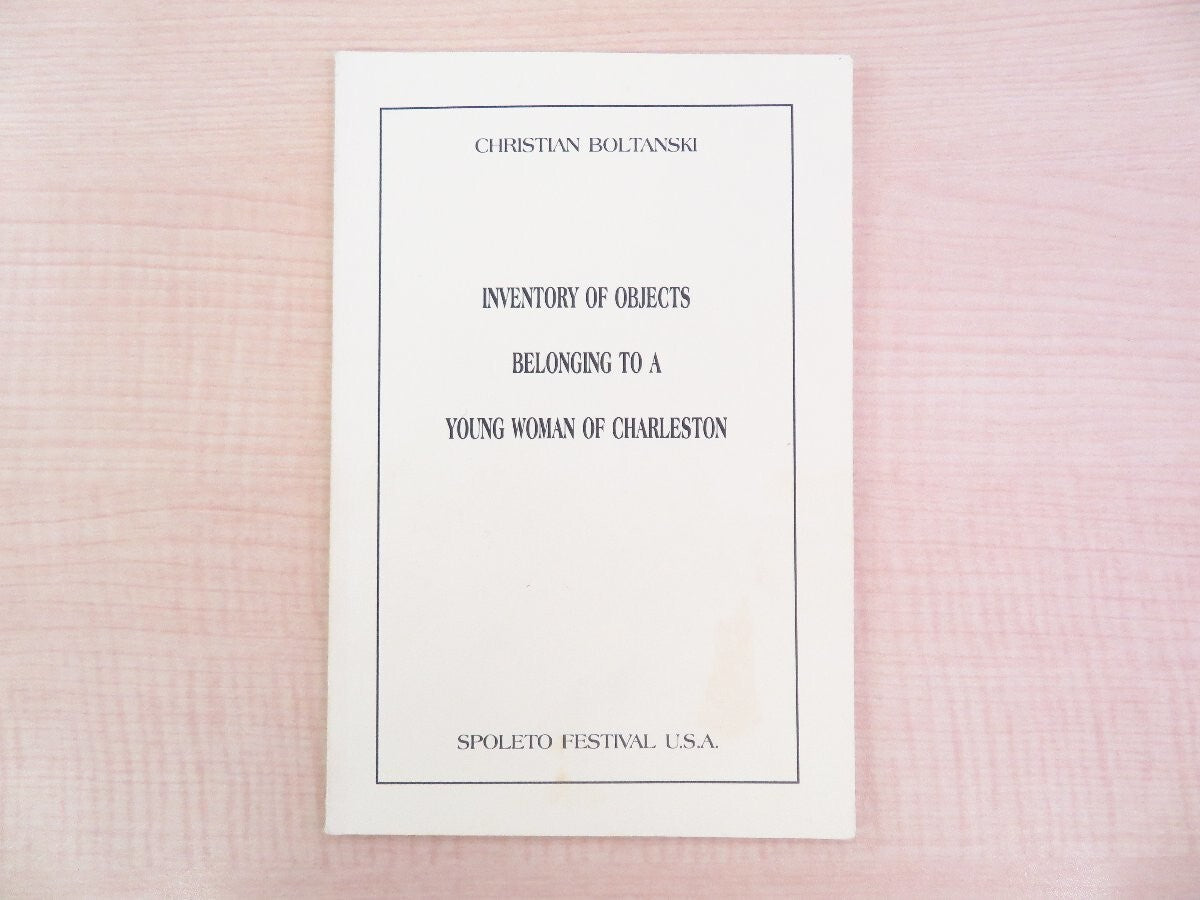 CHRISTIAN BOLTANSKI
INVENTORY OF OBJECTS
BELONGING TO A
YOUNG WOMAN OF CHARLESTON
SPOLETO FESTIVAL U.S.A.